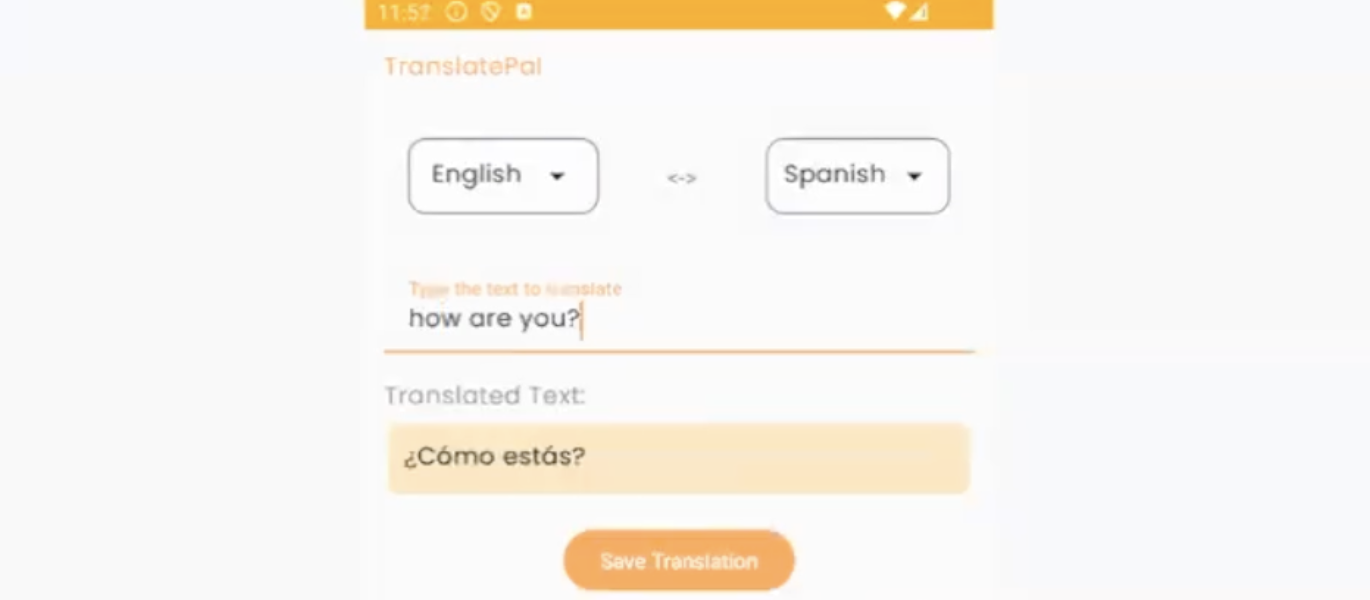 11:52
TranslatePal
English <-> Spanish
Type the text to translate
how are you?
Translated Text:
¿Cómo estás?
Save Translation